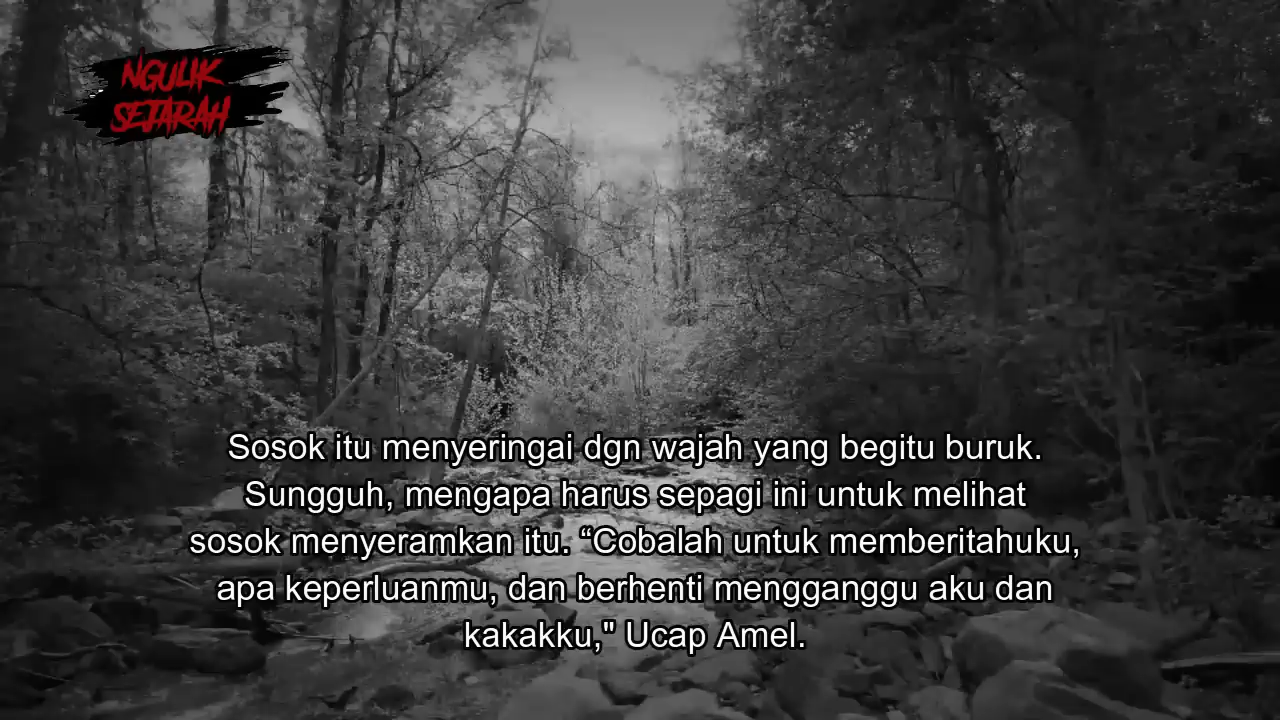 NGULIK
SEJARAH
Sosok itu menyeringai dgn wajah yang begitu buruk.
Sungguh, mengapa harus sepagi ini untuk melihat
sosok menyeramkan itu. “Cobalah untuk memberitahuku,
apa keperluanmu, dan berhenti mengganggu aku dan
kakakku," Ucap Amel.